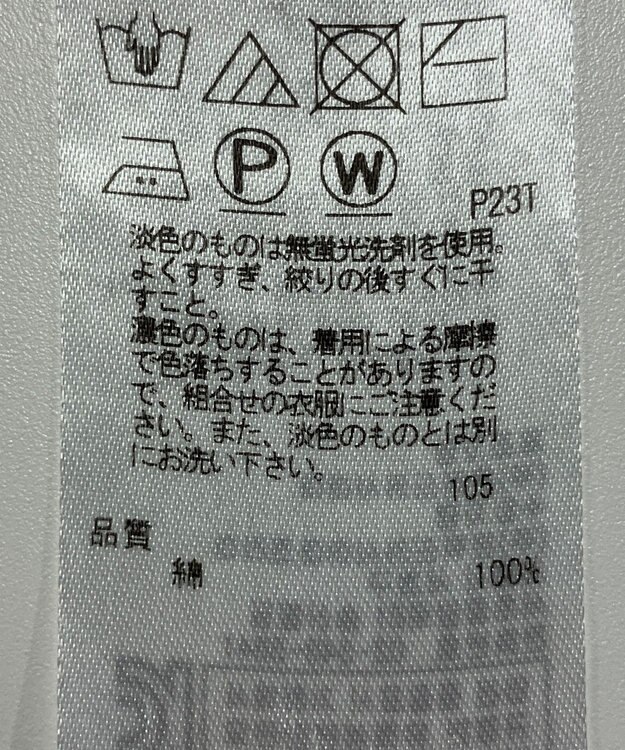 P W
P23T
淡色のものは無蛍光洗剤を使用。
よくすすぎ、絞りの後すぐに干
すこと。
濃色のものは、着用による摩擦
で色落ちすることがありますの
で、組合せの衣服にご注意くだ
さい。また、淡色のものとは別
にお洗い下さい。
105
品質
綿 100%